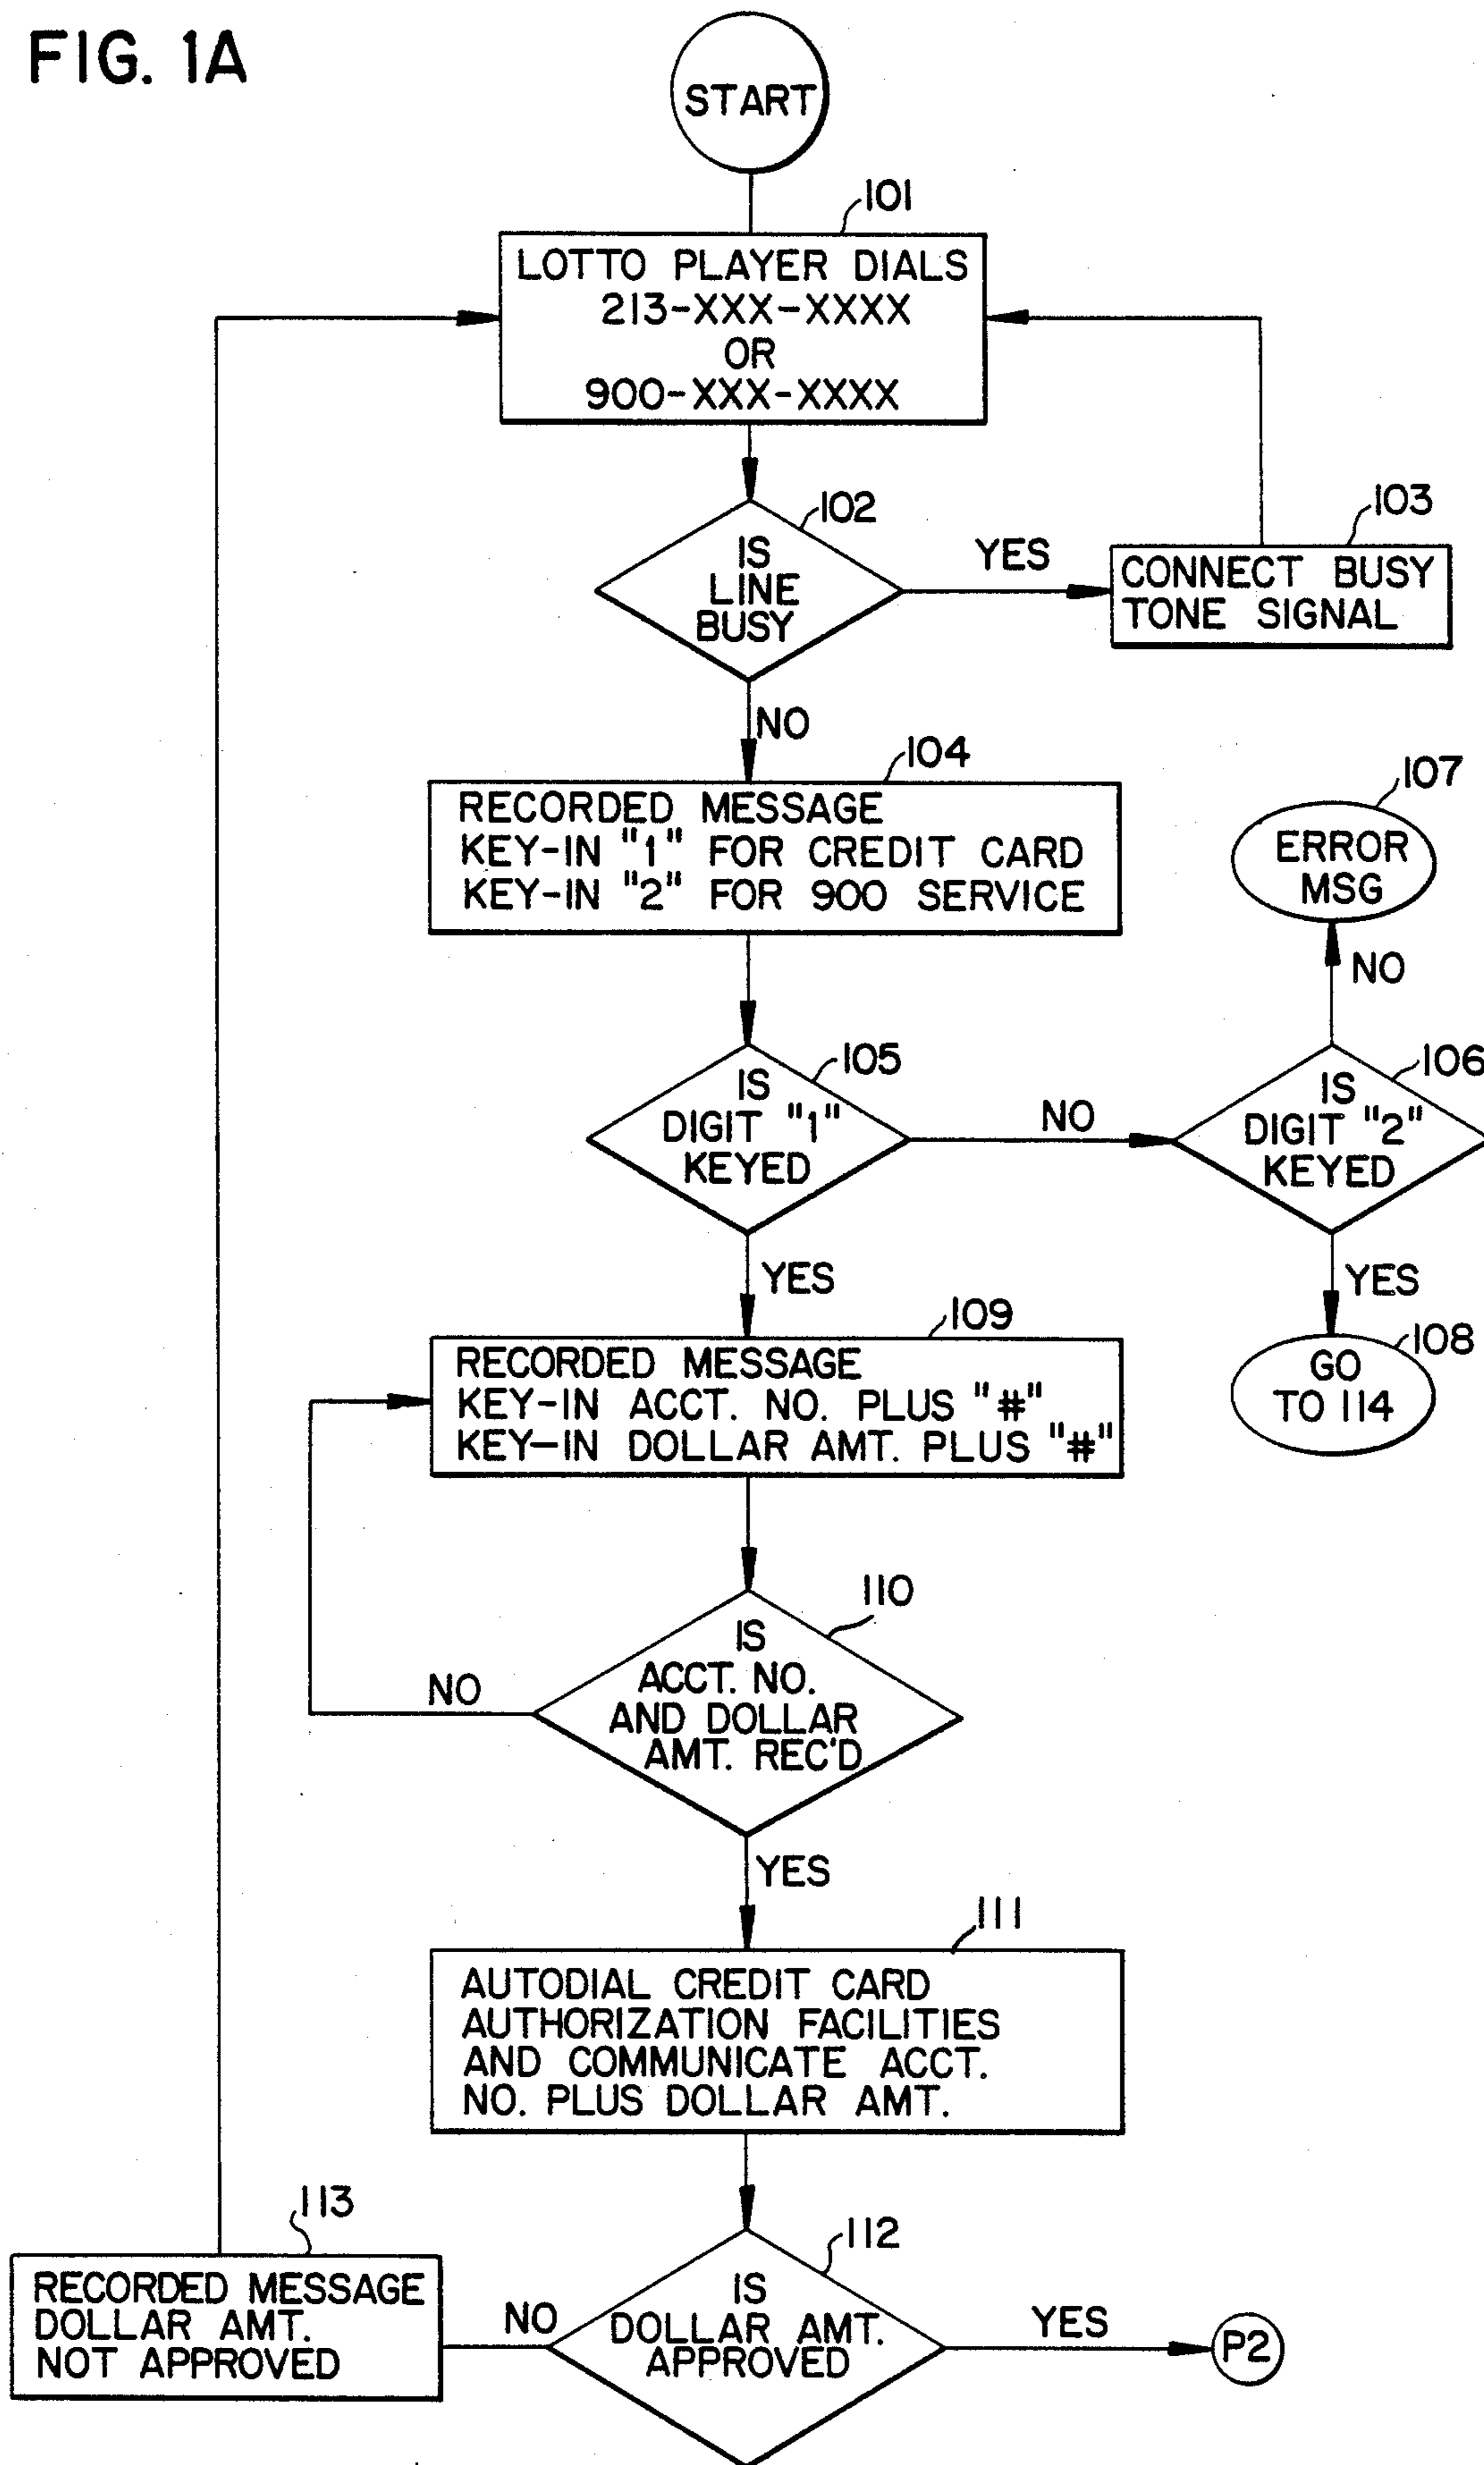 FIG. 1A
START
101
LOTTO PLAYER DIALS
213-XXX-XXXX
OR
900-XXX-XXXX
102
IS
LINE
BUSY
YES
103
CONNECT BUSY
TONE SIGNAL
NO
104
RECORDED MESSAGE
KEY-IN "1" FOR CREDIT CARD
KEY-IN "2" FOR 900 SERVICE
107
ERROR
MSG
NO
105
IS
DIGIT "1"
KEYED
NO
106
IS
DIGIT "2"
KEYED
YES
YES
108
GO
TO 114
109
RECORDED MESSAGE
KEY-IN ACCT. NO. PLUS "#"
KEY-IN DOLLAR AMT. PLUS "#"
110
IS
ACCT. NO.
AND DOLLAR
AMT. REC'D
NO
YES
111
AUTODIAL CREDIT CARD
AUTHORIZATION FACILITIES
AND COMMUNICATE ACCT.
NO. PLUS DOLLAR AMT.
113
RECORDED MESSAGE
DOLLAR AMT.
NOT APPROVED
NO
112
IS
DOLLAR AMT.
APPROVED
YES
P2